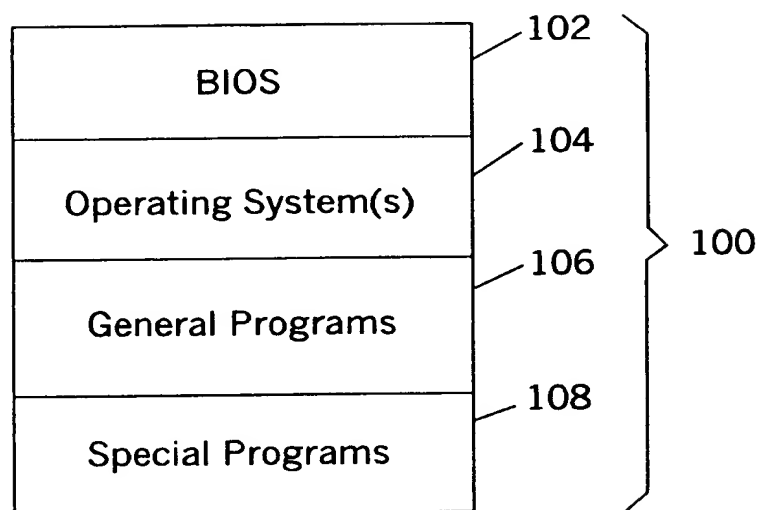 102
BIOS
104
Operating System(s)
106
100
General Programs
108
Special Programs